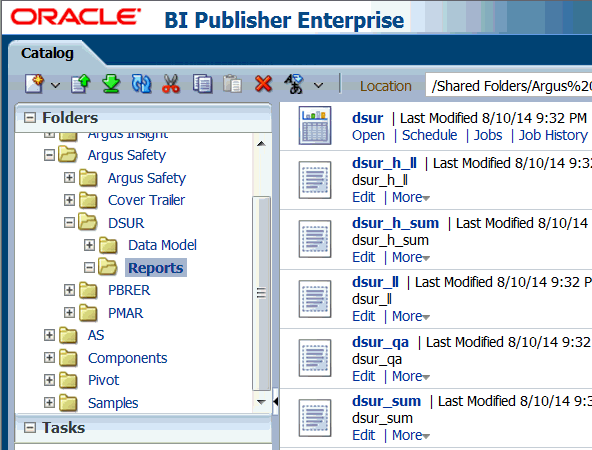 ORACLE BI Publisher Enterprise
Catalog
Location /Shared Folders/Argus%20
Folders
Argus Insight
Argus Safety
Argus Safety
Cover Trailer
DSUR
Data Model
Reports
PBRER
PMAR
AS
Components
Pivot
Samples
Tasks
dsur | Last Modified 8/10/14 9:32 PM
Open | Schedule | Jobs | Job History
dsur_h_ll | Last Modified 8/10/14 9:32
dsur_h_ll
Edit | More
dsur_h_sum | Last Modified 8/10/14
dsur_h_sum
Edit | More
dsur_ll | Last Modified 8/10/14 9:32 P
dsur_ll
Edit | More
dsur_qa | Last Modified 8/10/14 9:32
dsur_qa
Edit | More
dsur_sum | Last Modified 8/10/14
dsur_sum
Edit | More